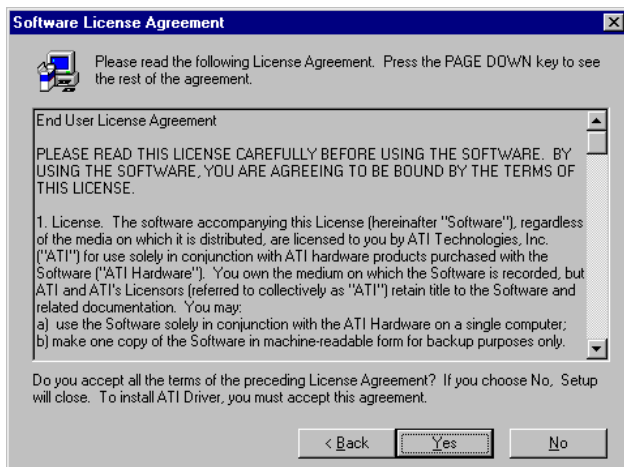 Software License Agreement
Please read the following License Agreement.  Press the PAGE DOWN key to see
the rest of the agreement.
End User License Agreement
PLEASE READ THIS LICENSE CAREFULLY BEFORE USING THE SOFTWARE.  BY
USING THE SOFTWARE, YOU ARE AGREEING TO BE BOUND BY THE TERMS OF
THIS LICENSE.
1. License.  The software accompanying this License (hereinafter "Software"), regardless
of the media on which it is distributed, are licensed to you by ATI Technologies, Inc.
("ATI") for use solely in conjunction with ATI hardware products purchased with the
Software ("ATI Hardware").  You own the medium on which the Software is recorded, but
ATI and ATI's Licensors (referred to collectively as "ATI") retain title to the Software and
related documentation.  You may:
a)  use the Software solely in conjunction with the ATI Hardware on a single computer;
b) make one copy of the Software in machine-readable form for backup purposes only.
Do you accept all the terms of the preceding License Agreement?  If you choose No,  Setup
will close.  To install ATI Driver, you must accept this agreement.
< Back
Yes
No